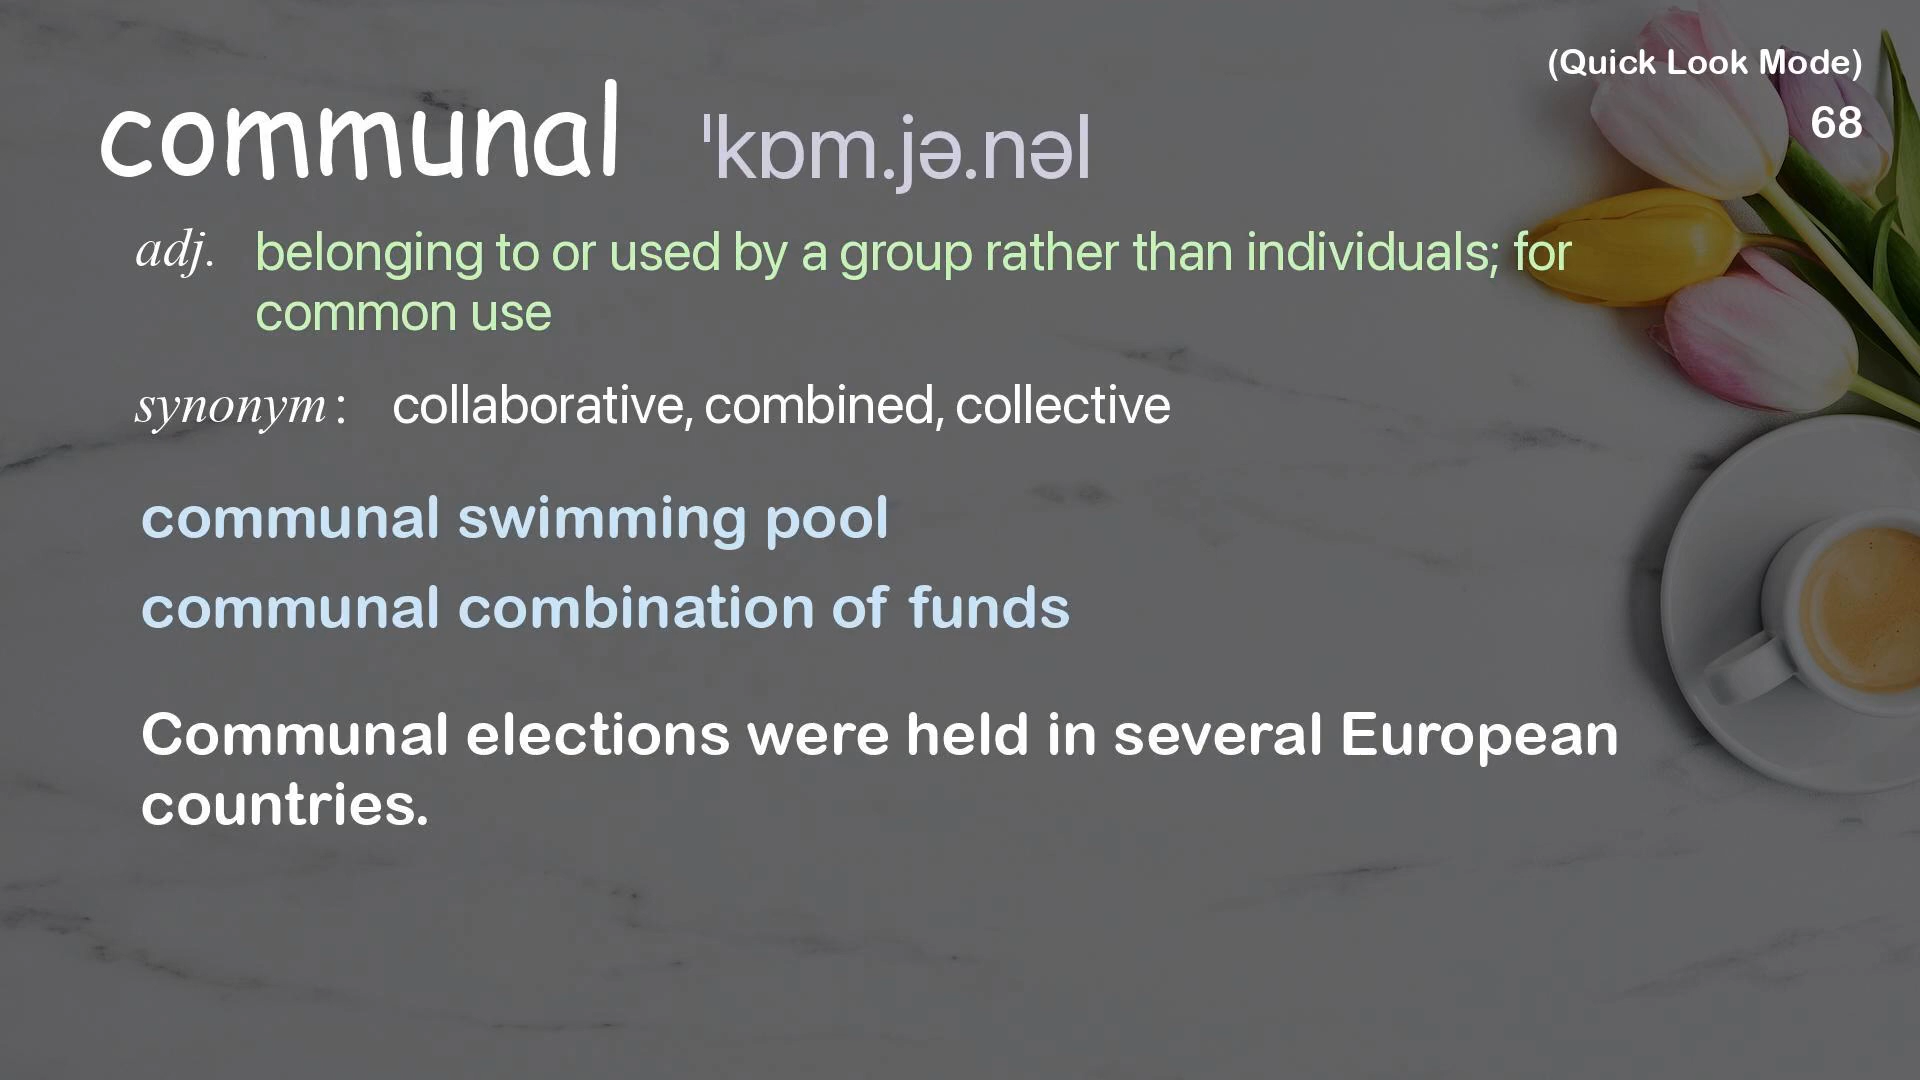 (Quick Look Mode)
68
communal ˈkɒm.jə.nəl
adj. belonging to or used by a group rather than individuals; for
common use
synonym : collaborative, combined, collective
communal swimming pool
communal combination of funds
Communal elections were held in several European
countries.